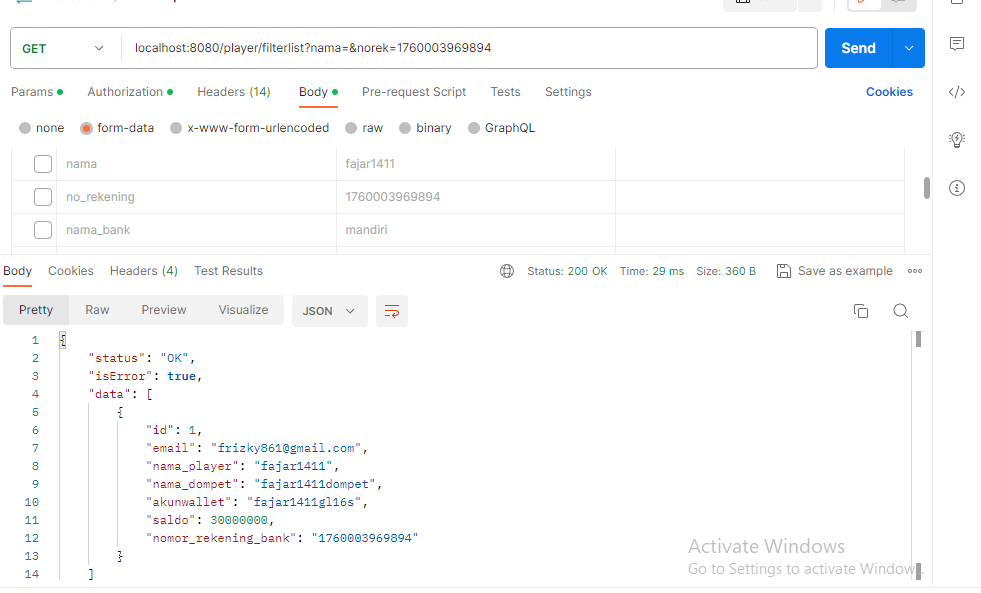 GET localhost:8080/player/filterlist?nama=&norek=1760003969894 Send
Params Authorization Headers (14) Body Pre-request Script Tests Settings Cookies
none form-data x-www-form-urlencoded raw binary GraphQL
nama fajar1411
no_rekening 1760003969894
nama_bank mandiri
Body Cookies Headers (4) Test Results Status: 200 OK Time: 29 ms Size: 360 B Save as example
Pretty Raw Preview Visualize JSON
1 {
2 "status": "OK",
3 "isError": true,
4 "data": [
5 {
6 "id": 1,
7 "email": "frizky861@gmail.com",
8 "nama_player": "fajar1411",
9 "nama_dompet": "fajar1411dompet",
10 "akunwallet": "fajar1411gl16s",
11 "saldo": 30000000,
12 "nomor_rekening_bank": "1760003969894"
13 }
14 ]
Activate Windows
Go to Settings to activate Windows.